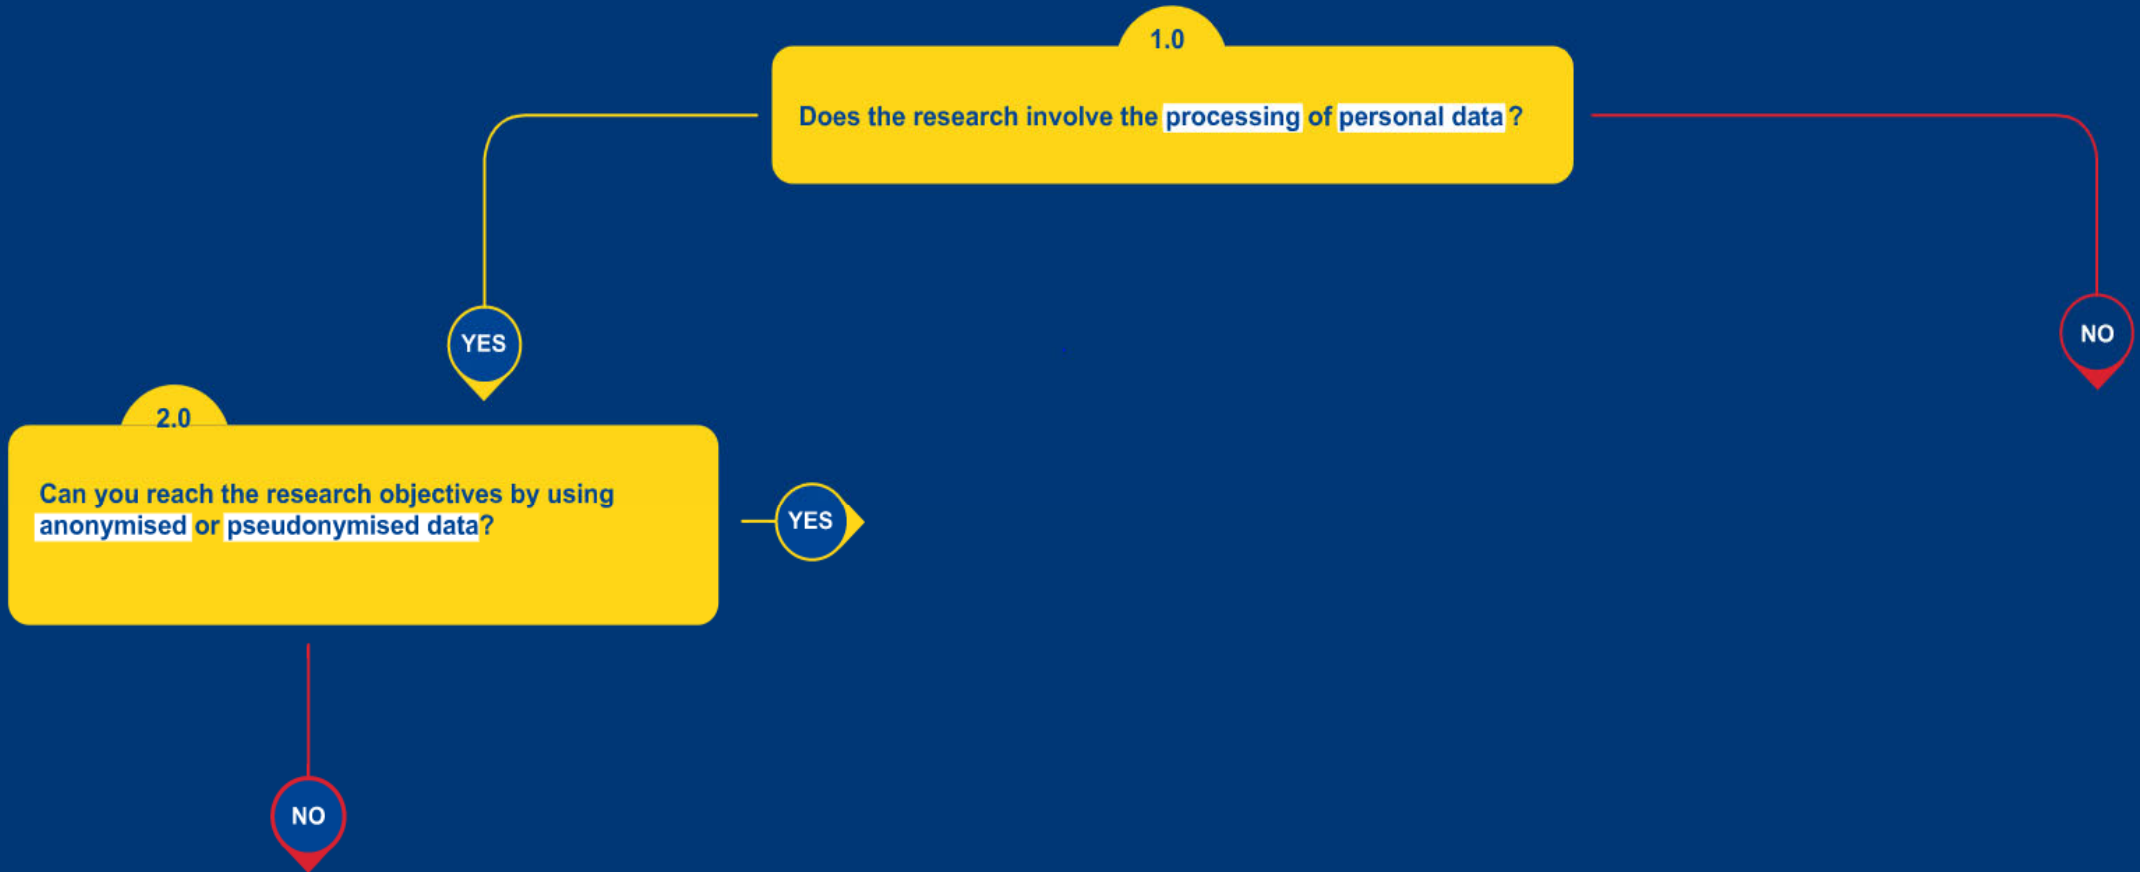 1.0
Does the research involve the processing of personal data?
YES
NO
2.0
Can you reach the research objectives by using
anonymised or pseudonymised data?
YES
NO